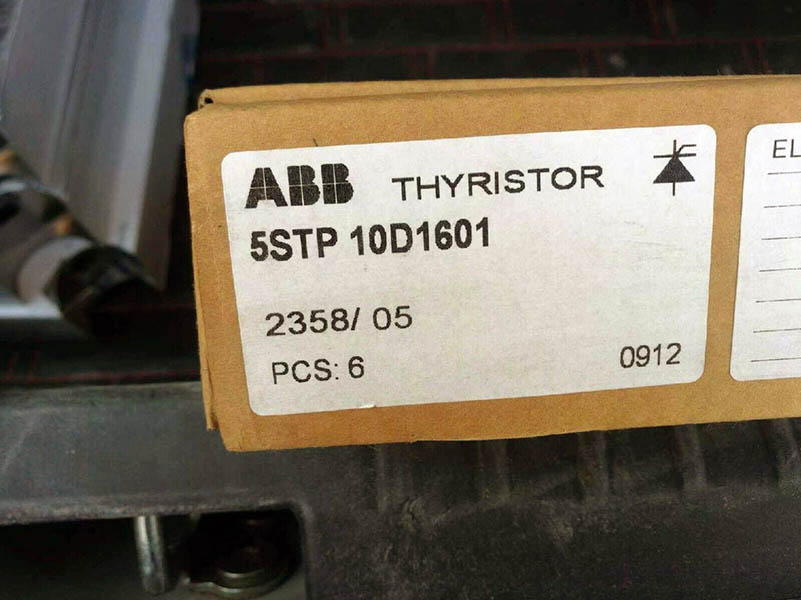 ABB THYRISTOR
5STP 10D1601
2358/ 05
PCS: 6
0912
EL